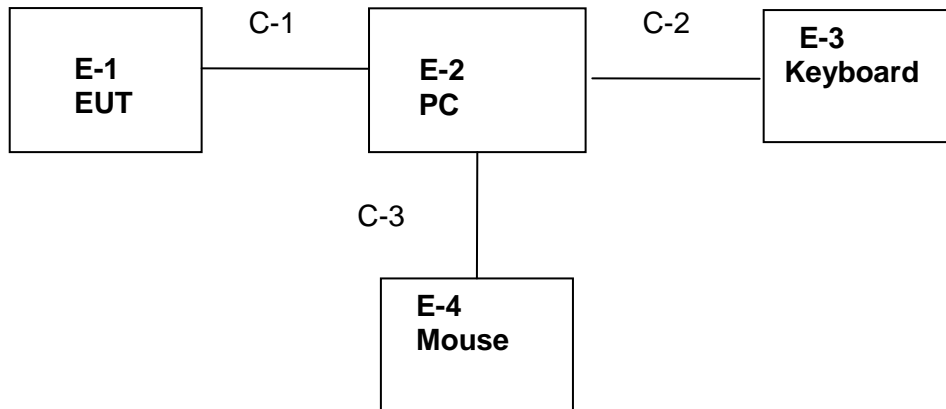 C-1
C-2
E-1
EUT
E-2
PC
E-3
Keyboard
C-3
E-4
Mouse